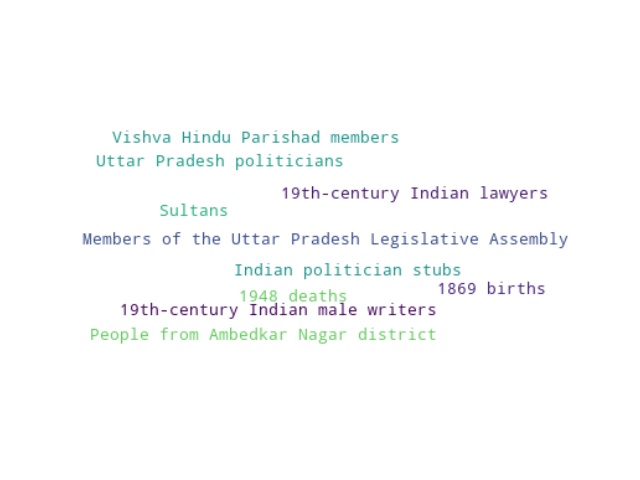 Vishva Hindu Parishad members
Uttar Pradesh politicians
19th-century Indian lawyers
Sultans
Members of the Uttar Pradesh Legislative Assembly
Indian politician stubs
1869 births
1948 deaths
19th-century Indian male writers
People from Ambedkar Nagar district